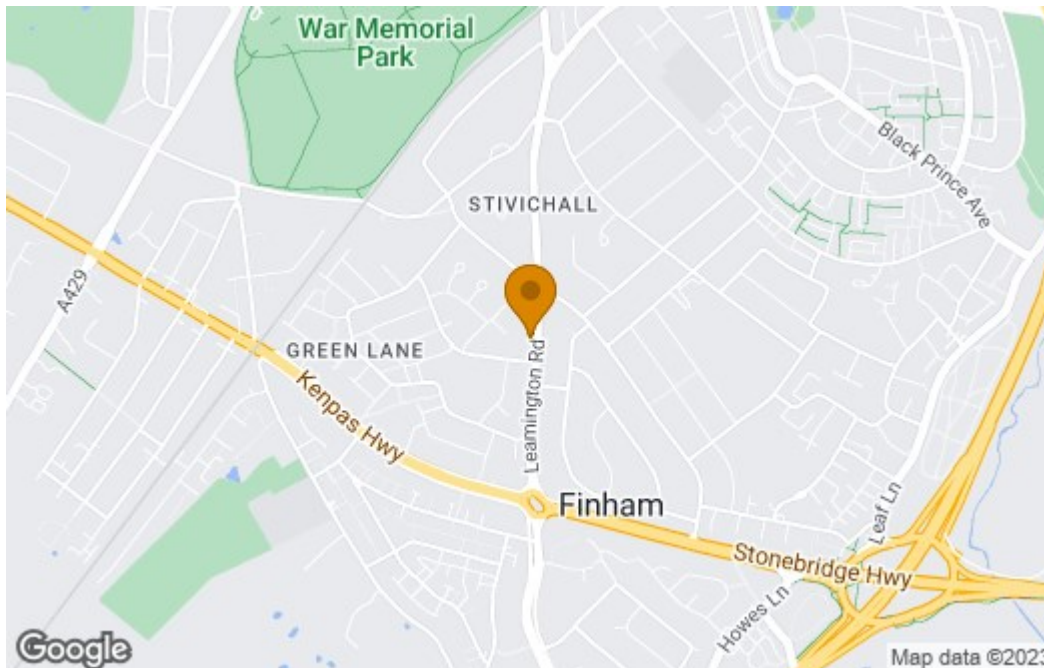 War Memorial
Park
Black Prince Ave
STIVICHALL
A429
GREEN LANE
Leamington Rd
Kenpas Hwy
Finham
Leaf Ln
Stonebridge Hwy
Howes Ln
Google
Map data ©2023